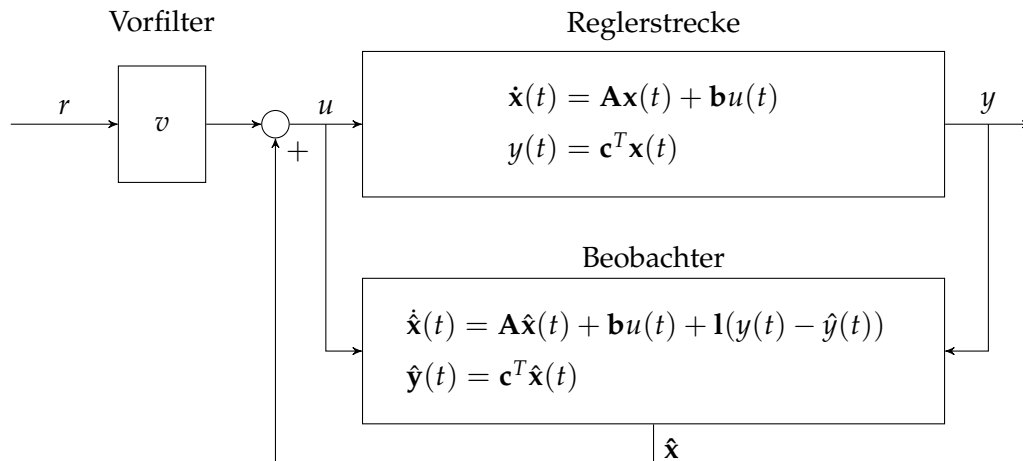 Vorfilter
Reglerstrecke
r
v
u
+
ẋ(t) = Ax(t) + bu(t)
y(t) = c^T x(t)
y
Beobachter
x̂̇(t) = Ax̂(t) + bu(t) + l(y(t) − ŷ(t))
ŷ(t) = c^T x̂(t)
x̂